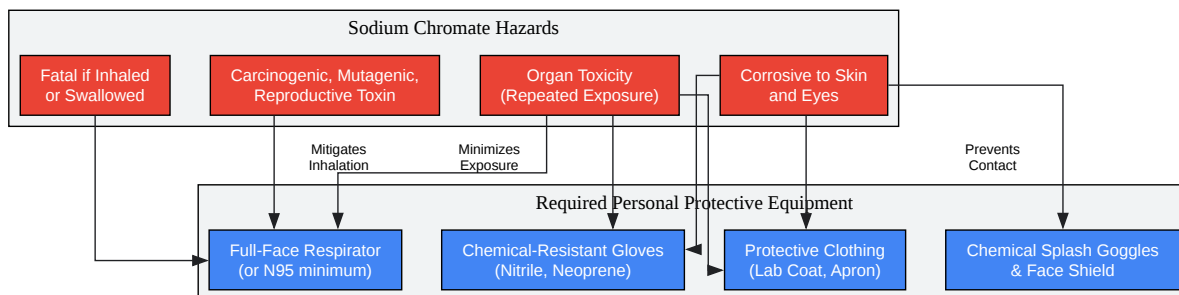 Sodium Chromate Hazards
Fatal if Inhaled
or Swallowed
Carcinogenic, Mutagenic,
Reproductive Toxin
Organ Toxicity
(Repeated Exposure)
Corrosive to Skin
and Eyes
Mitigates
Inhalation
Minimizes
Exposure
Prevents
Contact
Required Personal Protective Equipment
Full-Face Respirator
(or N95 minimum)
Chemical-Resistant Gloves
(Nitrile, Neoprene)
Protective Clothing
(Lab Coat, Apron)
Chemical Splash Goggles
& Face Shield